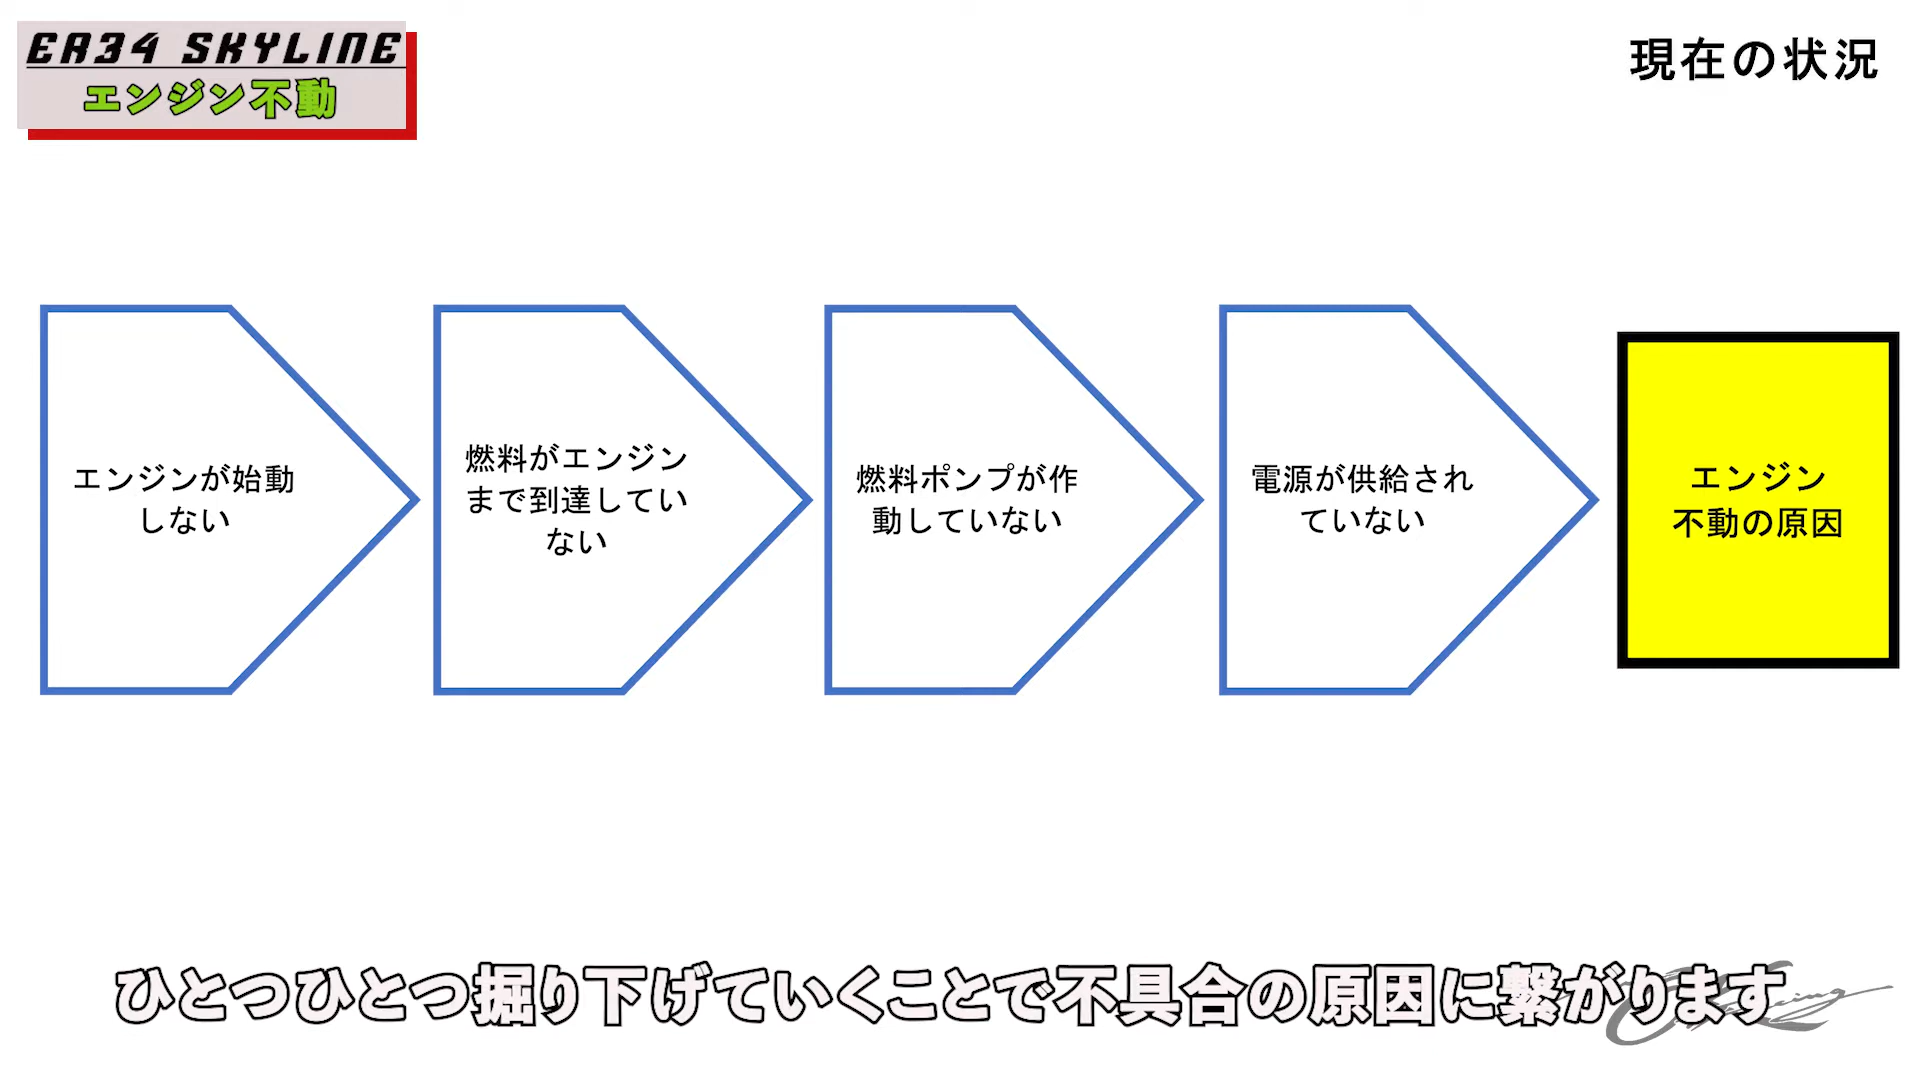 ER34 SKYLINE
エンジン不動
現在の状況
エンジンが始動
しない
燃料がエンジン
まで到達してい
ない
燃料ポンプが作
動していない
電源が供給され
ていない
エンジン
不動の原因
ひとつひとつ掘り下げていくことで不具合の原因に繋がります